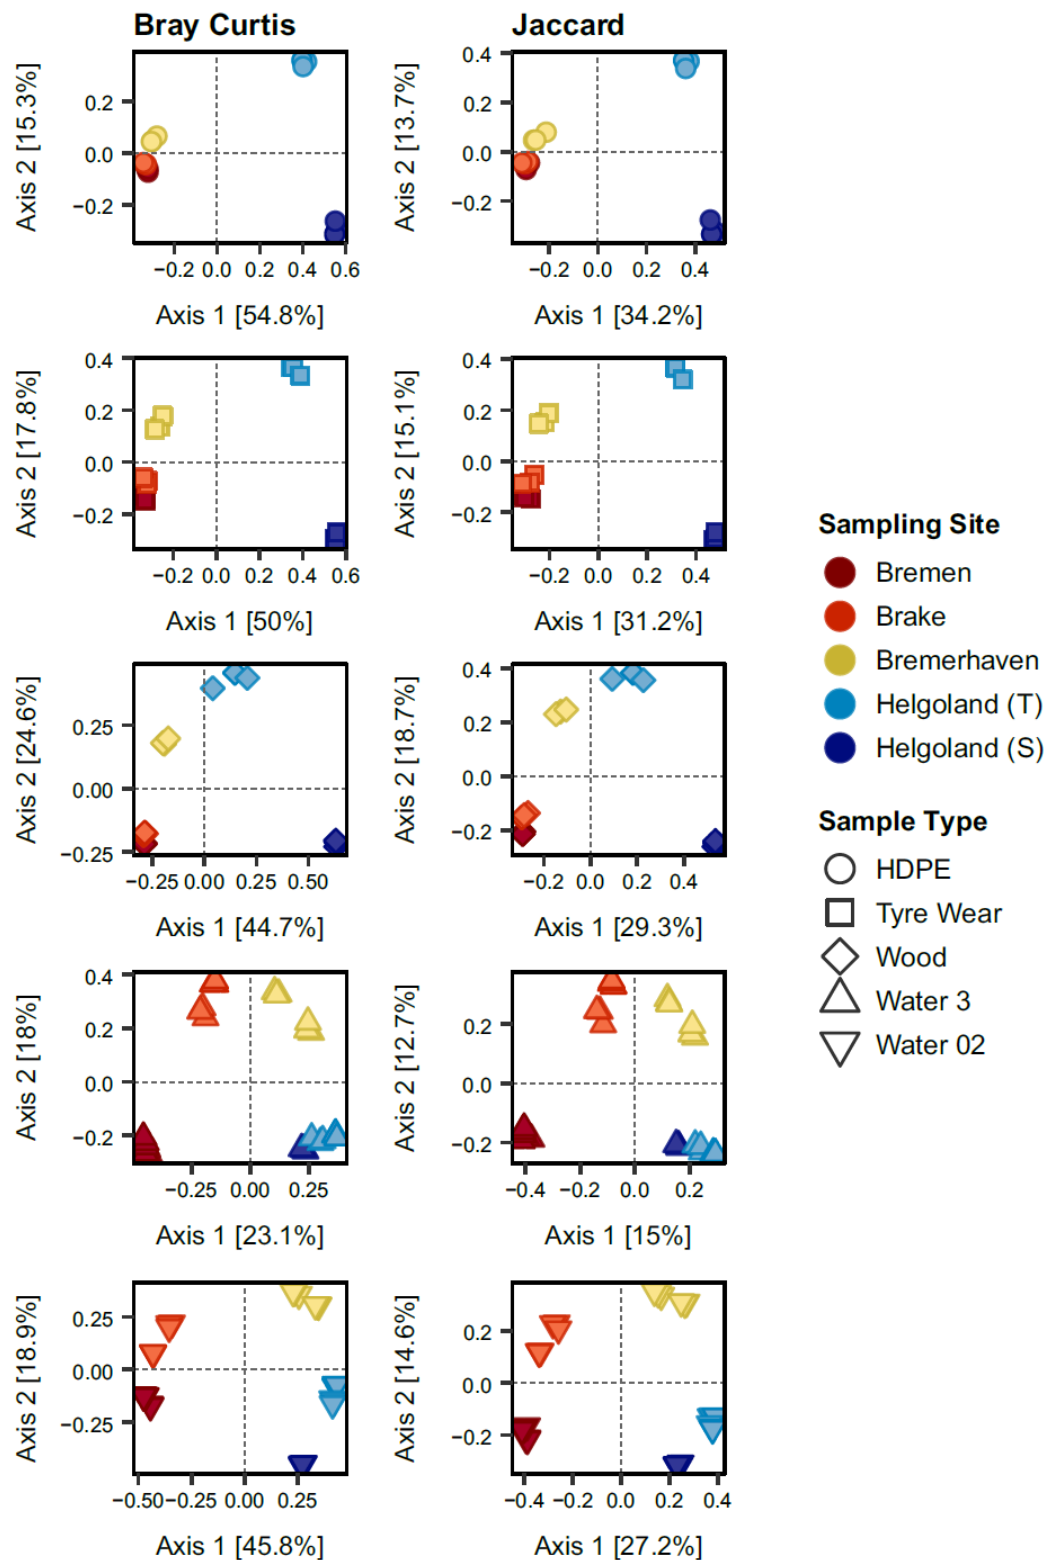 Bray Curtis
Jaccard
Axis 2 [15.3%]
0.2
0.0
−0.2
−0.2 0.0 0.2 0.4 0.6
Axis 1 [54.8%]
Axis 2 [13.7%]
0.4
0.2
0.0
−0.2
−0.2 0.0 0.2 0.4
Axis 1 [34.2%]
Axis 2 [17.8%]
0.4
0.2
0.0
−0.2
−0.2 0.0 0.2 0.4 0.6
Axis 1 [50%]
Axis 2 [15.1%]
0.4
0.2
0.0
−0.2
−0.2 0.0 0.2 0.4
Axis 1 [31.2%]
Axis 2 [24.6%]
0.25
0.00
−0.25
−0.25 0.00 0.25 0.50
Axis 1 [44.7%]
Axis 2 [18.7%]
0.4
0.2
0.0
−0.2
−0.2 0.0 0.2 0.4
Axis 1 [29.3%]
Axis 2 [18%]
0.4
0.2
0.0
−0.2
−0.25 0.00 0.25
Axis 1 [23.1%]
Axis 2 [12.7%]
0.2
0.0
−0.2
−0.4 −0.2 0.0 0.2
Axis 1 [15%]
Axis 2 [18.9%]
0.25
0.00
−0.25
−0.50 −0.25 0.00 0.25
Axis 1 [45.8%]
Axis 2 [14.6%]
0.2
0.0
−0.2
−0.4 −0.2 0.0 0.2 0.4
Axis 1 [27.2%]
Sampling Site
Bremen
Brake
Bremerhaven
Helgoland (T)
Helgoland (S)
Sample Type
HDPE
Tyre Wear
Wood
Water 3
Water 02